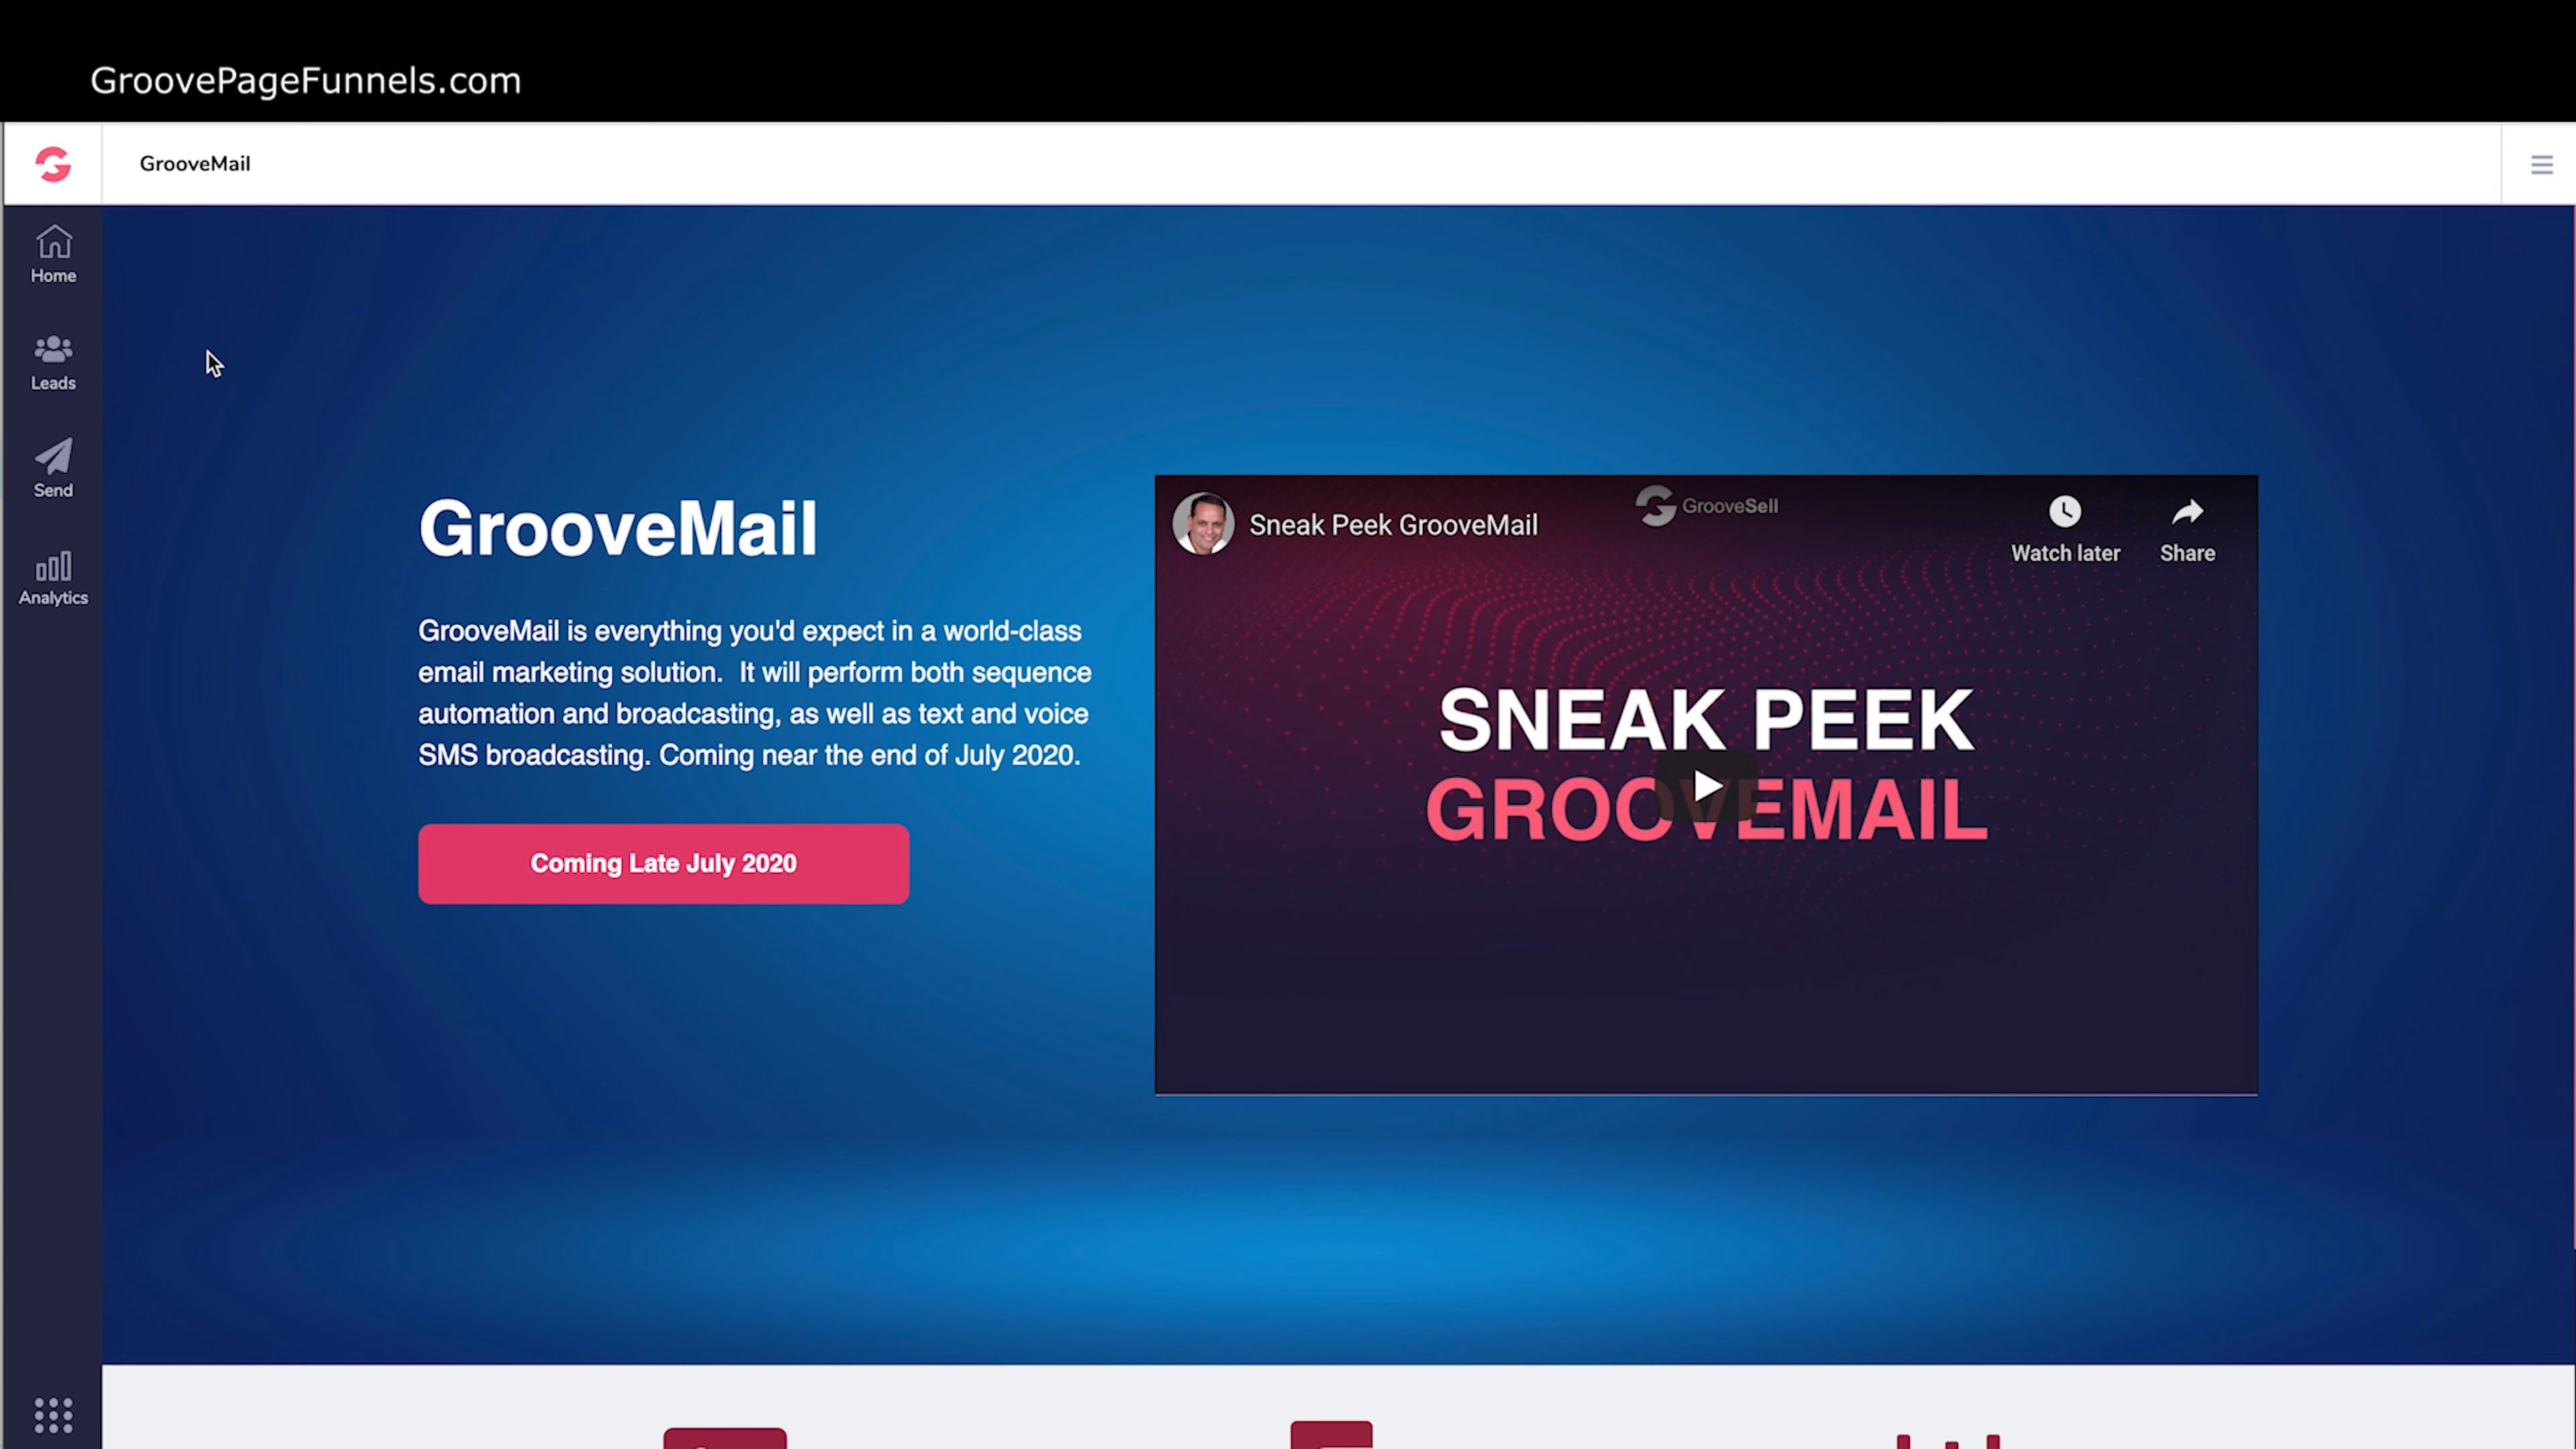 GroovePageFunnels.com
GrooveMail
Home
Leads
Send
Analytics
GrooveMail
GrooveMail is everything you'd expect in a world-class
email marketing solution.  It will perform both sequence
automation and broadcasting, as well as text and voice
SMS broadcasting. Coming near the end of July 2020.
Coming Late July 2020
Sneak Peek GrooveMail
GrooveSell
Watch later
Share
SNEAK PEEK
GROOVEMAIL